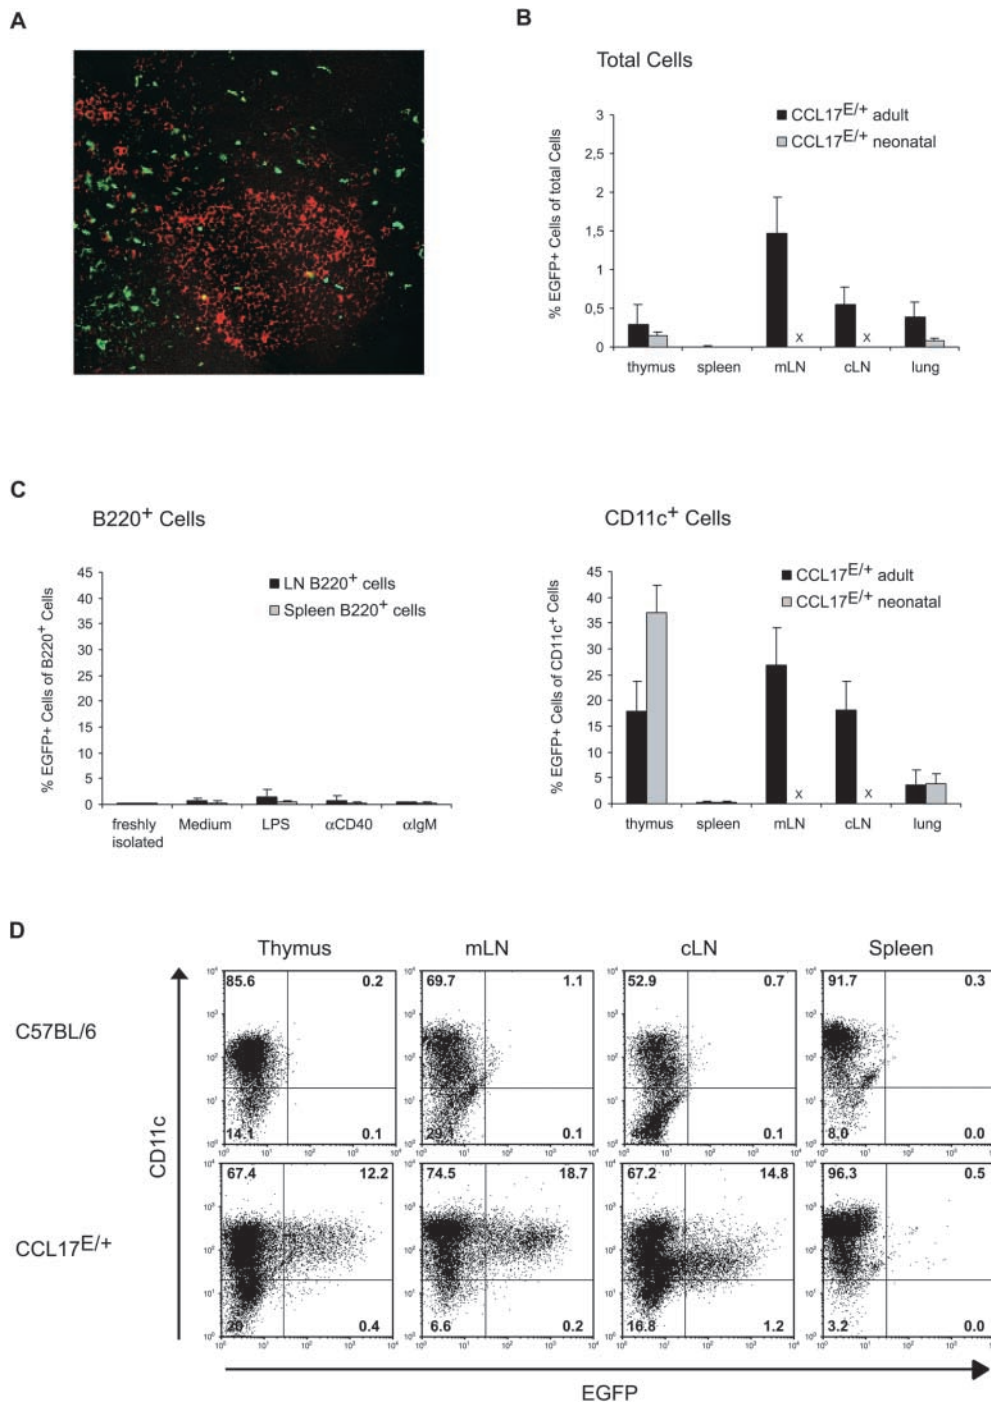 A
B
Total Cells
CCL17E/+ adult
CCL17E/+ neonatal
% EGFP+ Cells of total Cells
3
2,5
2
1,5
1
0,5
0
x
x
thymus spleen mLN cLN lung
C
B220+ Cells
LN B220+ cells
Spleen B220+ cells
% EGFP+ Cells of B220+ Cells
45
40
35
30
25
20
15
10
5
0
freshly isolated Medium LPS αCD40 αIgM
CD11c+ Cells
CCL17E/+ adult
CCL17E/+ neonatal
% EGFP+ Cells of CD11c+ Cells
45
40
35
30
25
20
15
10
5
0
x
x
thymus spleen mLN cLN lung
D
Thymus mLN cLN Spleen
C57BL/6
85.6 0.2 69.7 1.1 52.9 0.7 91.7 0.3
14.1 0.1 0.1 0.1 8.0 0.0
CD11c
CCL17E/+
67.4 12.2 74.5 18.7 67.2 14.8 96.3 0.5
20 0.4 6.6 0.2 16.8 1.2 3.2 0.0
EGFP